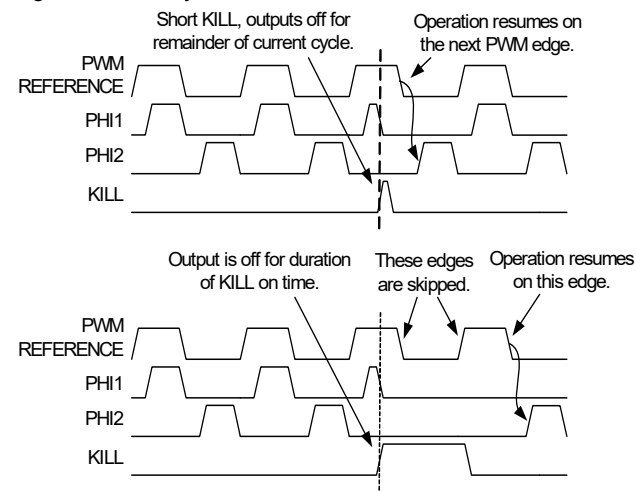 Short KILL, outputs off for
remainder of current cycle.
Operation resumes on
the next PWM edge.
PWM
REFERENCE
PHI1
PHI2
KILL
Output is off for duration
of KILL on time.
These edges
are skipped.
Operation resumes
on this edge.
PWM
REFERENCE
PHI1
PHI2
KILL